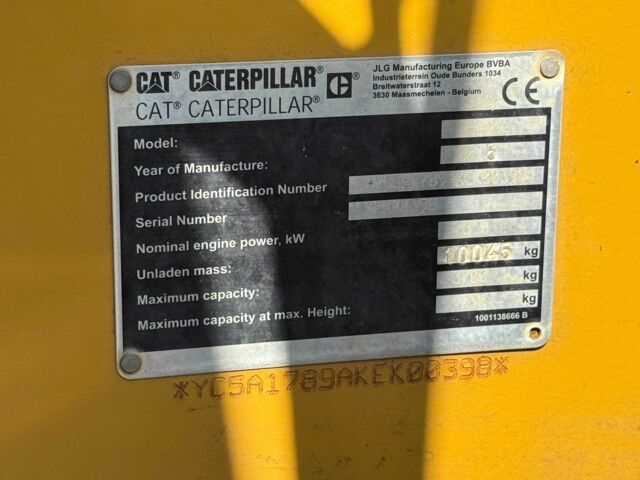 CAT® CATERPILLAR® C
CAT® CATERPILLAR®
JLG Manufacturing Europe BVBA
Industrieterrein Oude Bunders 1034
Breitwaterstraat 12
3630 Maasmechelen - Belgium
CE
Model:
Year of Manufacture:
Product Identification Number
Serial Number
Nominal engine power, kW
Unladen mass: 10045 kg
Maximum capacity: kg
Maximum capacity at max. Height: kg
1001138666 B
*YC5A1789AKEK00398*